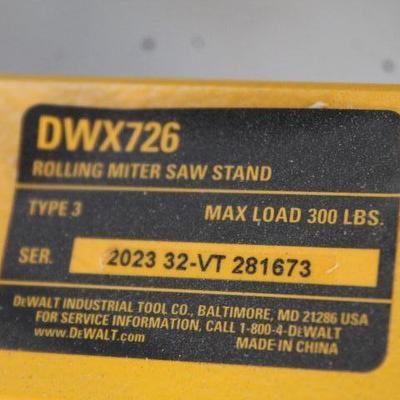 DWX726
ROLLING MITER SAW STAND
TYPE 3 MAX LOAD 300 LBS.
SER. 2023 32-VT 281673
DEWALT INDUSTRIAL TOOL CO., BALTIMORE, MD 21286 USA
FOR SERVICE INFORMATION, CALL 1-800-4-DEWALT
www.DEWALT.com MADE IN CHINA